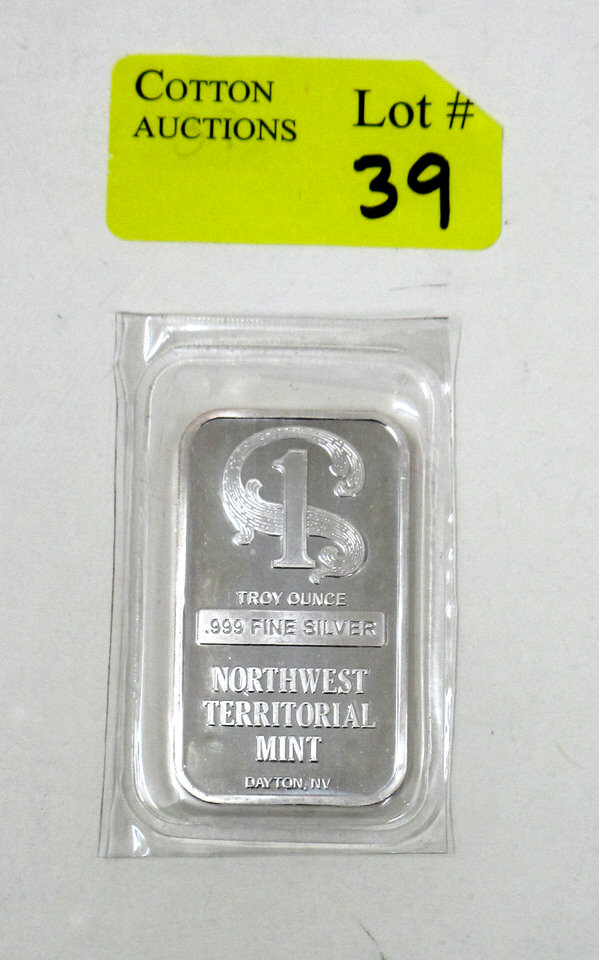 COTTON
AUCTIONS
Lot #
39
1
TROY OUNCE
.999 FINE SILVER
NORTHWEST
TERRITORIAL
MINT
DAYTON, NV